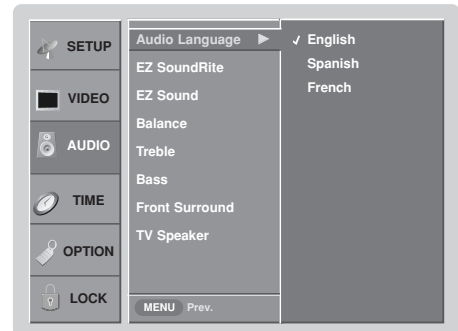 SETUP
VIDEO
AUDIO
TIME
OPTION
LOCK
Audio Language ►
EZ SoundRite
EZ Sound
Balance
Treble
Bass
Front Surround
TV Speaker
MENU Prev.
✓ English
Spanish
French